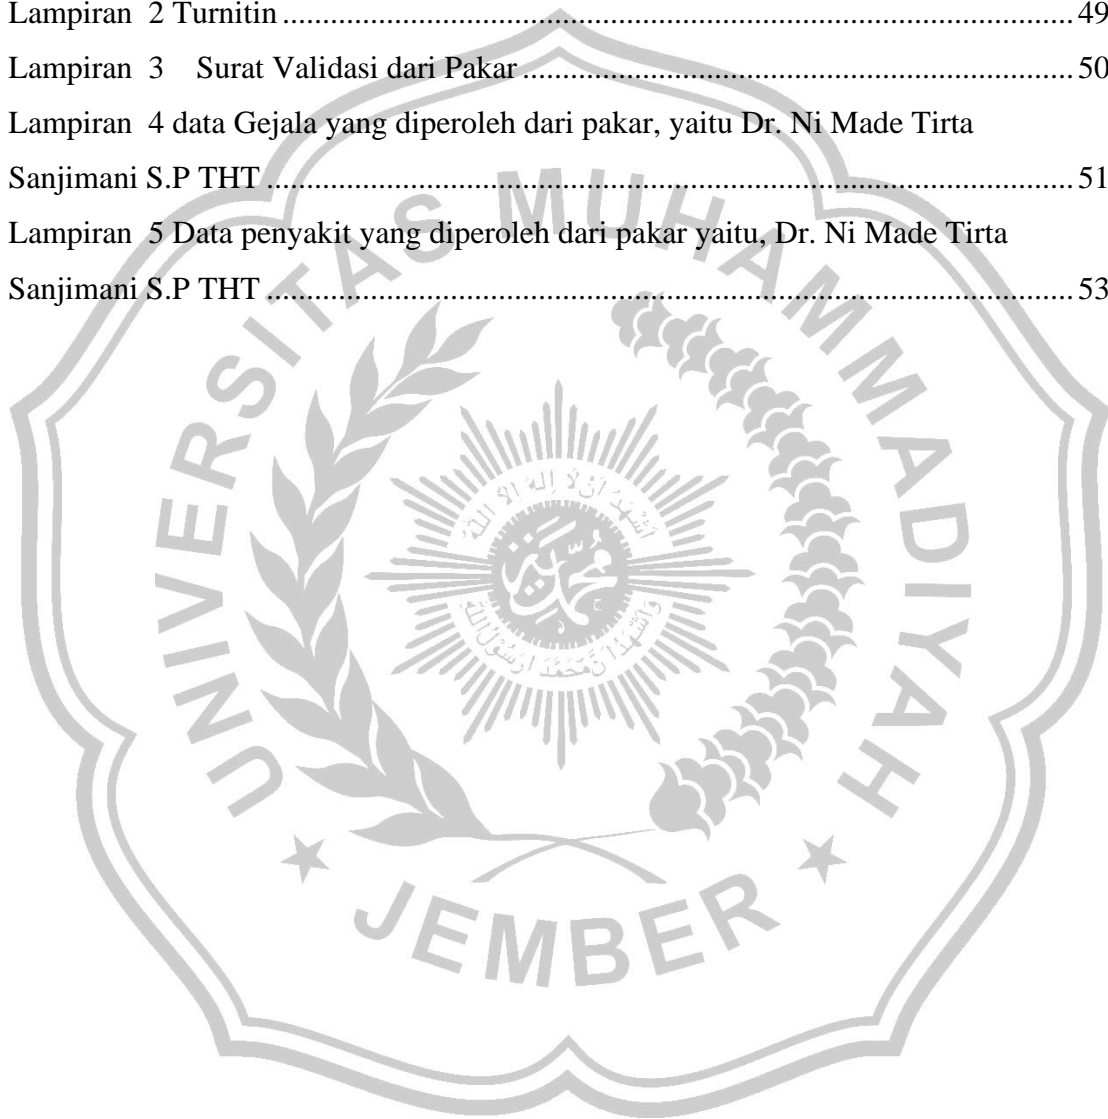 Lampiran  2 Turnitin ................................................................................................ 49
Lampiran  3    Surat Validasi dari Pakar ................................................................... 50
Lampiran  4 data Gejala yang diperoleh dari pakar, yaitu Dr. Ni Made Tirta
Sanjimani S.P THT .................................................................................................. 51
Lampiran  5 Data penyakit yang diperoleh dari pakar yaitu, Dr. Ni Made Tirta
Sanjimani S.P THT .................................................................................................. 53
UNIVERSITAS MUHAMMADIYAH
JEMBER